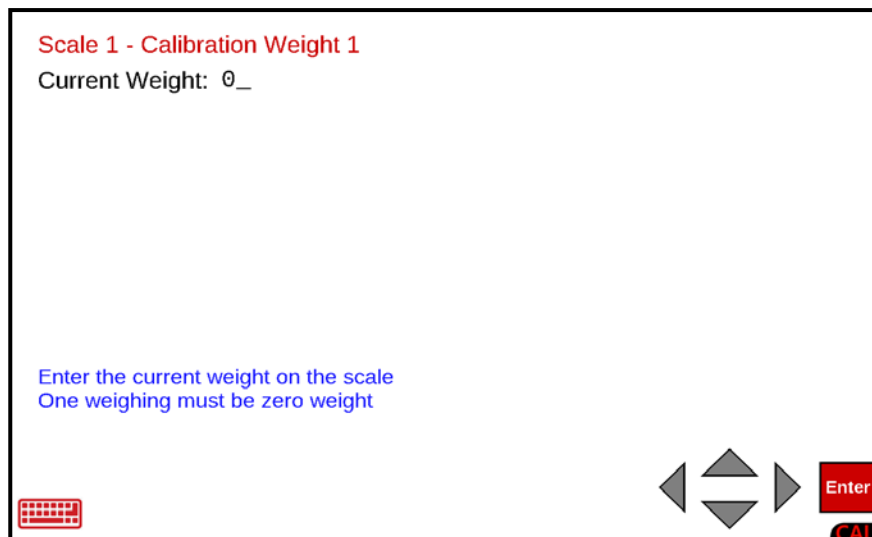 Scale 1 - Calibration Weight 1
Current Weight: 0_
Enter the current weight on the scale
One weighing must be zero weight
Enter